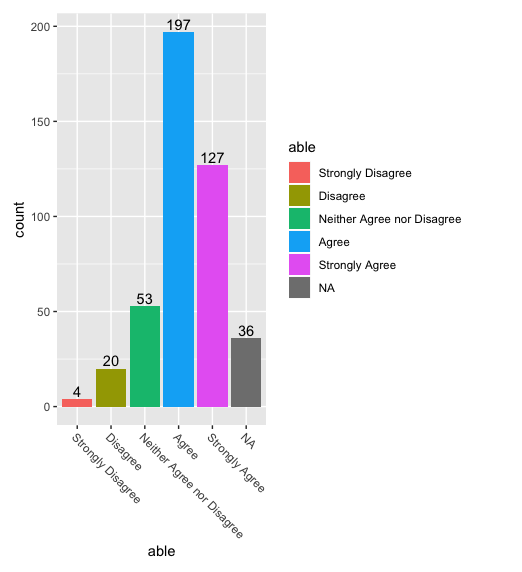 200
150
100
50
0
count
4
20
53
197
127
36
Strongly Disagree
Disagree
Neither Agree nor Disagree
Agree
Strongly Agree
NA
able
able
Strongly Disagree
Disagree
Neither Agree nor Disagree
Agree
Strongly Agree
NA